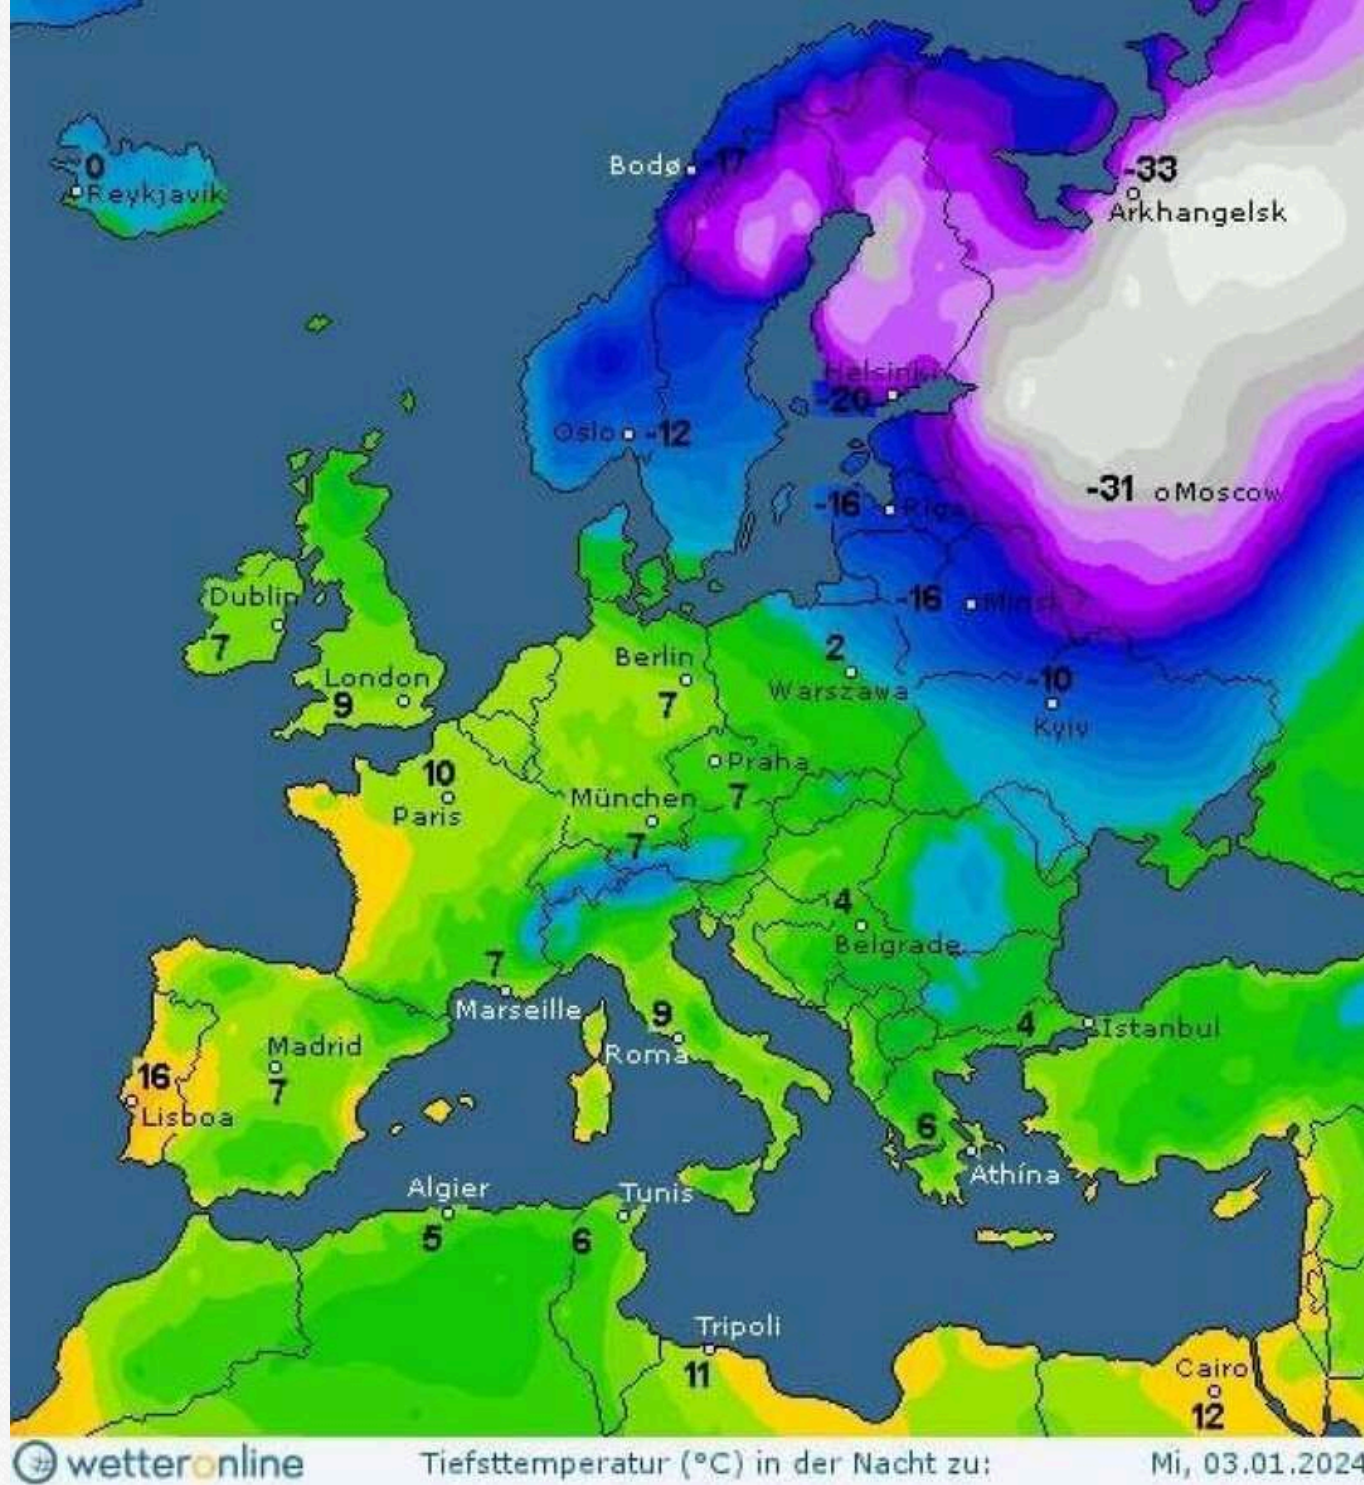 Bodø
-17
-33
Arkhangelsk
0
Reykjavik
Halsinki
-20
Oslo -12
-31 Moscow
-16 Riga
Dublin
7
-16 Minsk
Berlin
7
2
Warszawa
London
9
-10
Kyiv
10
Paris
Praha
7
München
7
4
Belgrade
7
Marseille
9
Roma
4 İstanbul
Madrid
7
16
Lisboa
6
Athína
Algier
5
Tunis
6
Tripoli
11
Cairo
12
wetteronline Tiefsttemperatur (°C) in der Nacht zu: Mi, 03.01.2024